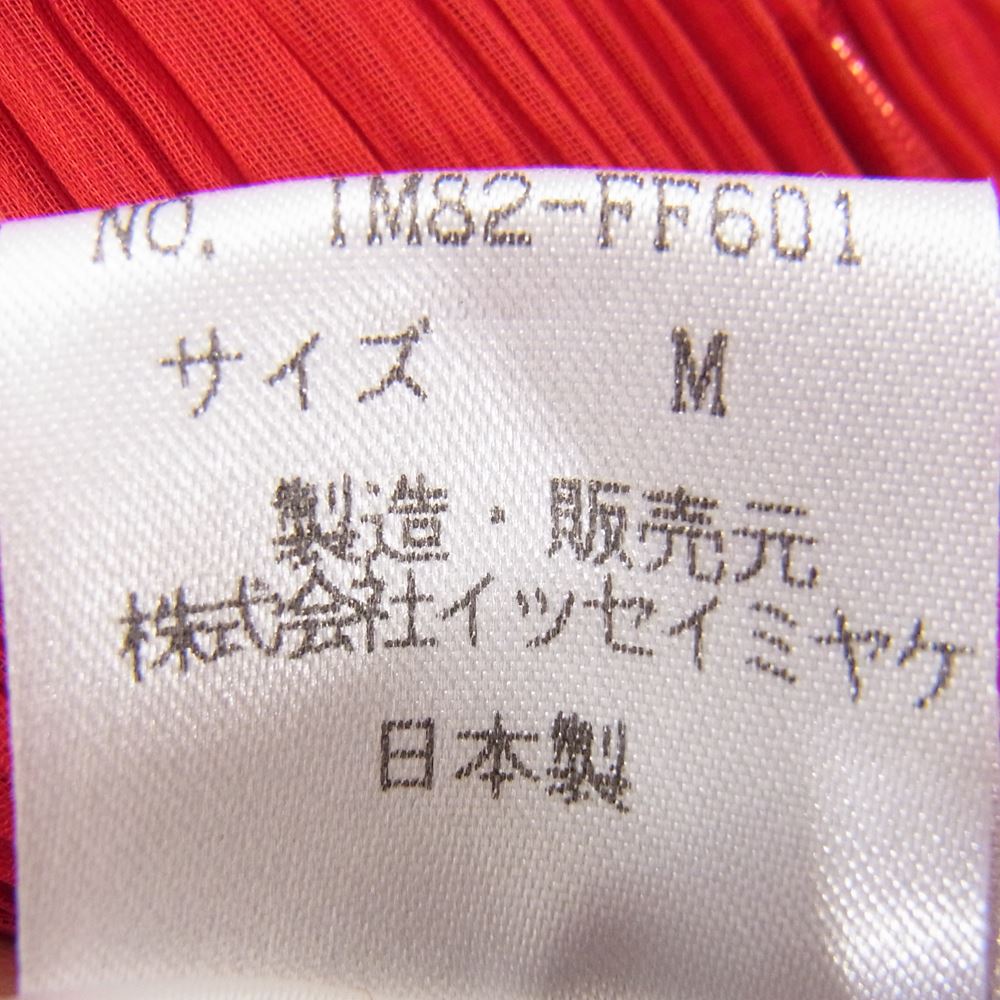 NO. IM82-FF601
サイズ M
製造・販売元
株式会社イッセイミヤケ
日本製